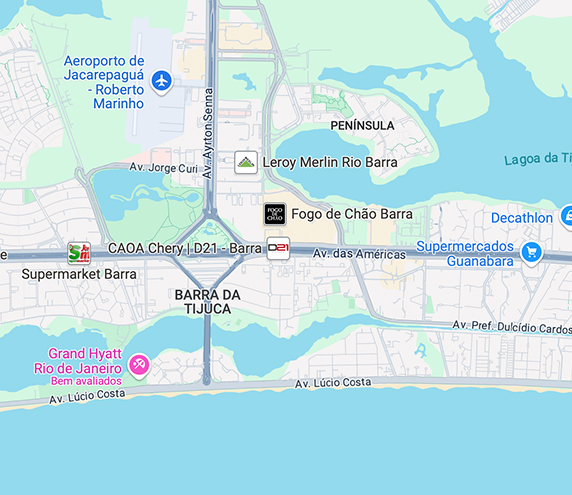 Aeroporto de
Jacarepaguá
- Roberto
Marinho
Av. Ayrton Senna
PENÍNSULA
Lagoa da Ti
Av. Jorge Curi
Leroy Merlin Rio Barra
FOGO
DE
CHÃO
Fogo de Chão Barra
Decathlon
CAOA Chery | D21 - Barra
D21
Av. das Américas
Supermercados
Guanabara
e
Supermarket Barra
BARRA DA
TIJUCA
Av. Pref. Dulcídio Cardos
Grand Hyatt
Rio de Janeiro
Bem avaliados
Av. Lúcio Costa
Av. Lúcio Costa